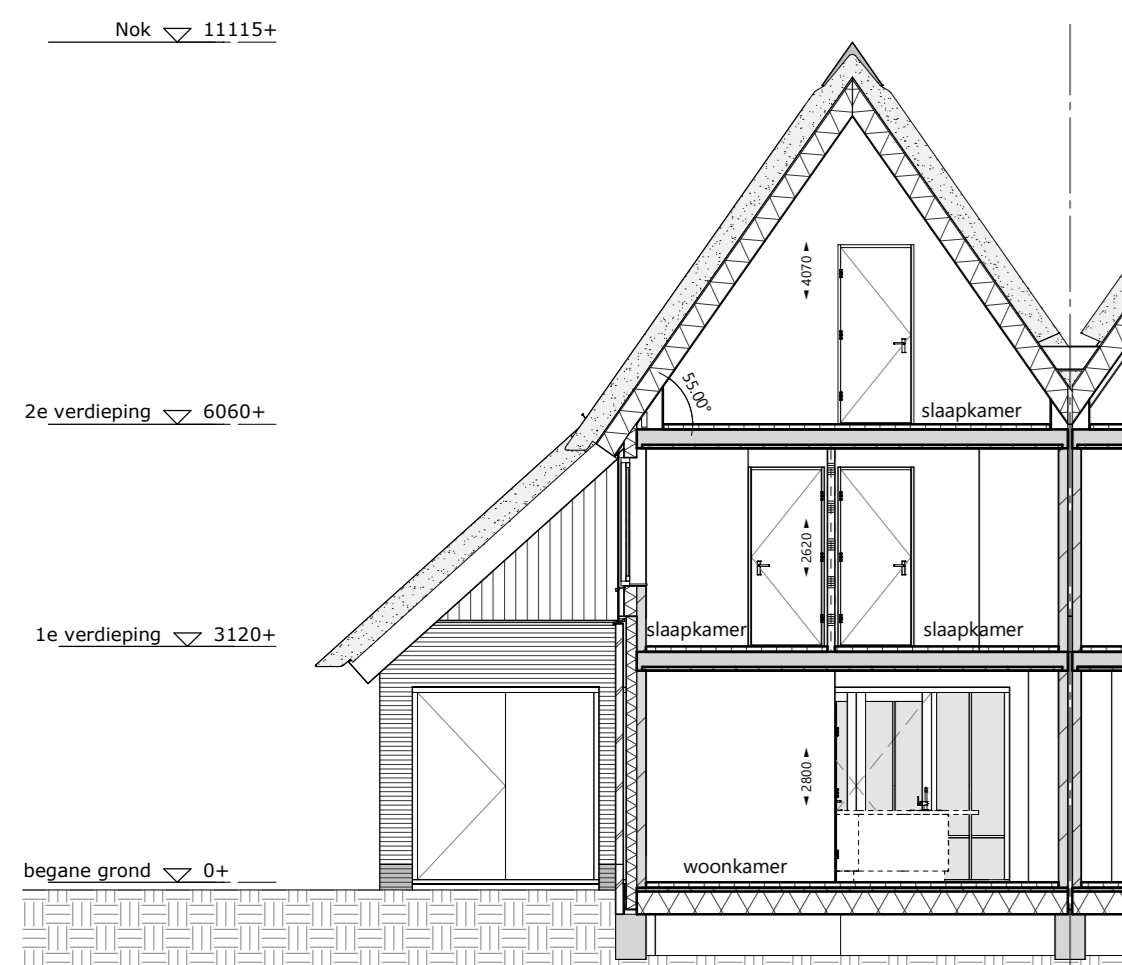 Nok 11115+
4070
55.00°
2e verdieping 6060+
slaapkamer
2620
1e verdieping 3120+
slaapkamer
slaapkamer
2800
begane grond 0+
woonkamer